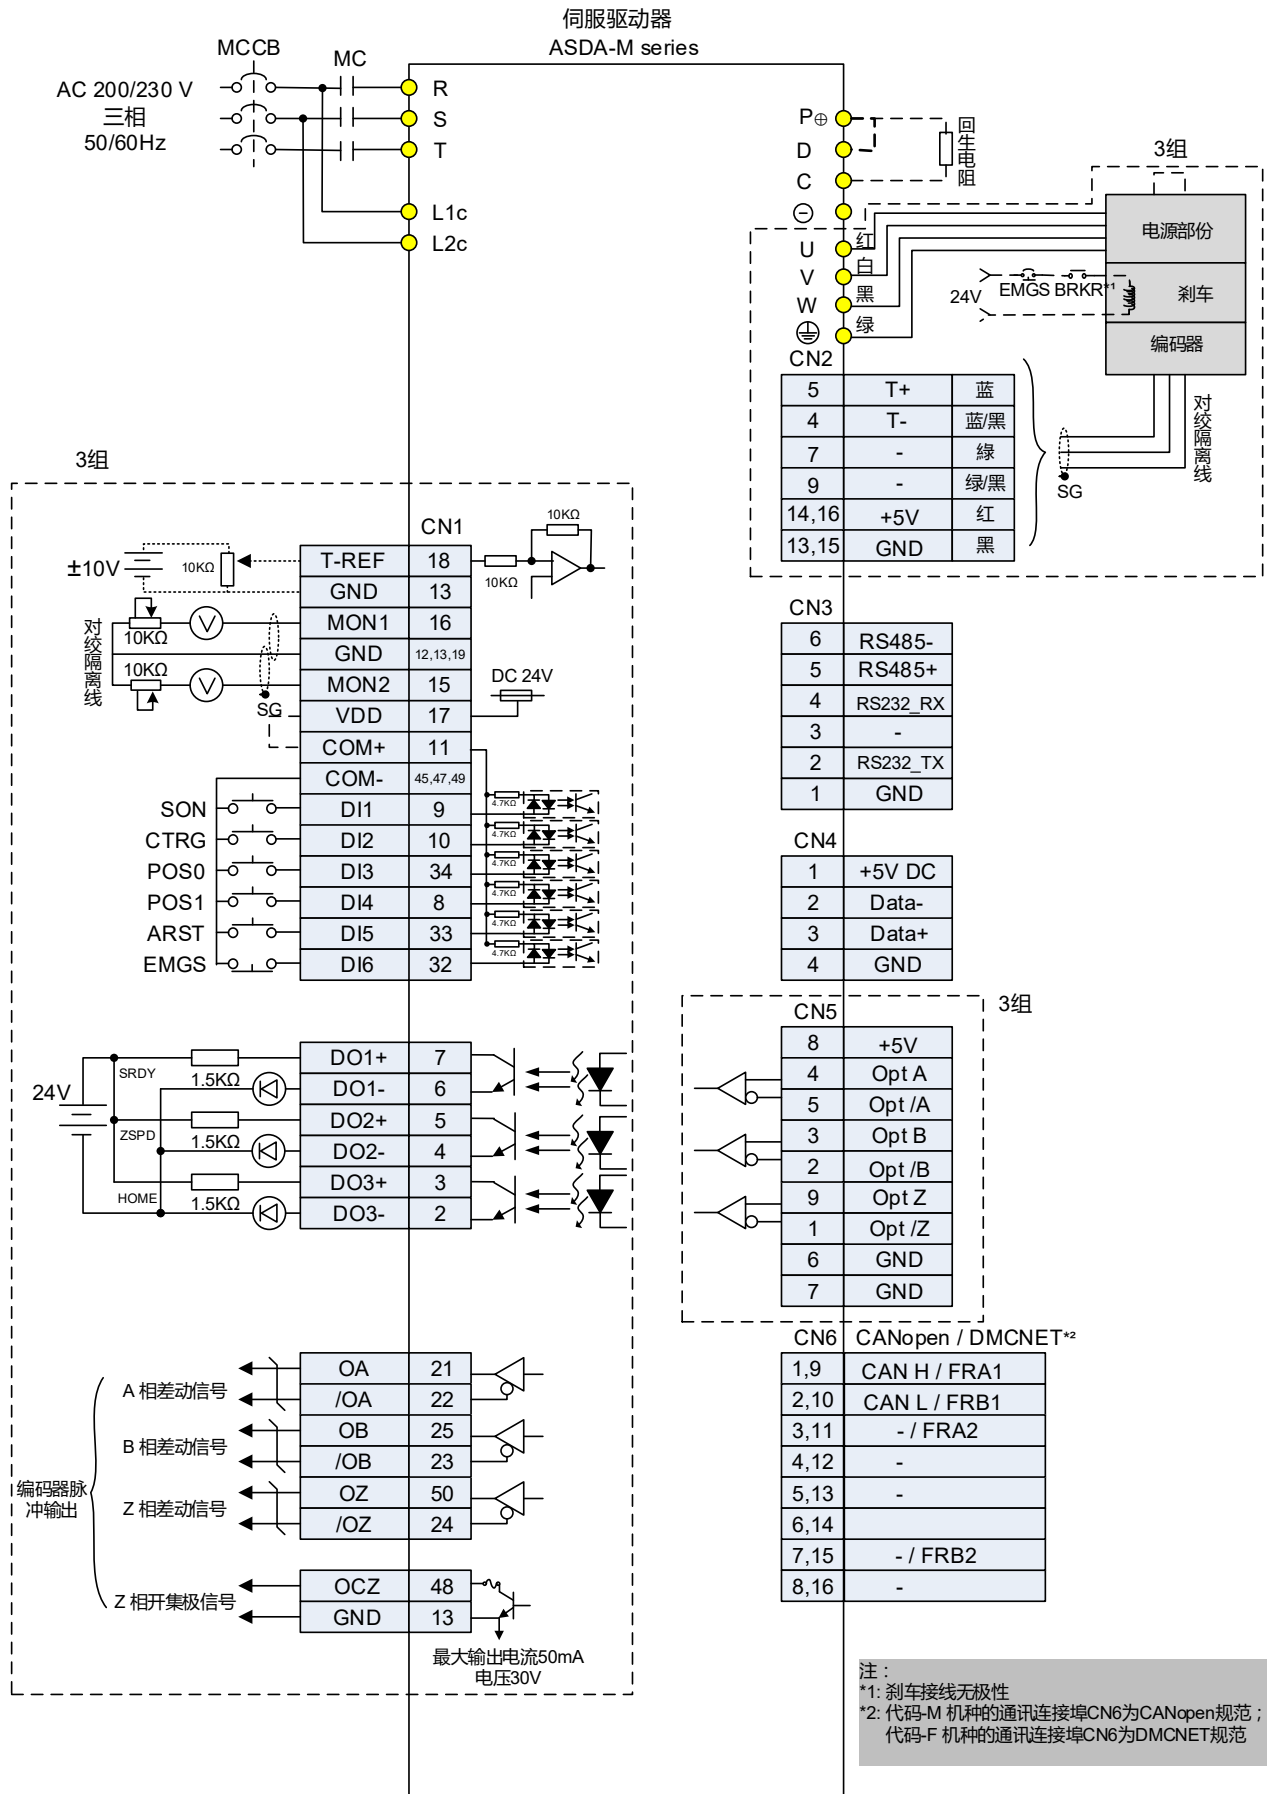 伺服驱动器
ASDA-M series
MCCB
MC
AC 200/230 V
三相
50/60Hz
R
S
T
L1c
L2c
P⊕
D
C
⊖
U
V
W
回生电阻
红
白
黑
绿
3组
电源部份
刹车
编码器
24V
EMGS BRKR*1
对绞隔离线
SG
CN2
5 T+ 蓝
4 T- 蓝/黑
7 - 綠
9 - 绿/黑
14,16 +5V 红
13,15 GND 黑
3组
CN1
±10V
10KΩ
T-REF 18
10KΩ
10KΩ
GND 13
MON1 16
V
10KΩ
GND 12,13,19
10KΩ
V
MON2 15
对绞隔离线
SG
DC 24V
VDD 17
COM+ 11
COM- 45,47,49
SON DI1 9 4.7KΩ
CTRG DI2 10 4.7KΩ
POS0 DI3 34 4.7KΩ
POS1 DI4 8 4.7KΩ
ARST DI5 33 4.7KΩ
EMGS DI6 32 4.7KΩ
24V
SRDY
1.5KΩ
DO1+ 7
DO1- 6
ZSPD
1.5KΩ
DO2+ 5
DO2- 4
HOME
1.5KΩ
DO3+ 3
DO3- 2
编码器脉
冲输出
A 相差动信号
OA 21
/OA 22
B 相差动信号
OB 25
/OB 23
Z 相差动信号
OZ 50
/OZ 24
Z 相开集极信号
OCZ 48
GND 13
最大输出电流50mA
电压30V
CN3
6 RS485-
5 RS485+
4 RS232_RX
3 -
2 RS232_TX
1 GND
CN4
1 +5V DC
2 Data-
3 Data+
4 GND
3组
CN5
8 +5V
4 Opt A
5 Opt /A
3 Opt B
2 Opt /B
9 Opt Z
1 Opt /Z
6 GND
7 GND
CN6 CANopen / DMCNET*2
1,9 CAN H / FRA1
2,10 CAN L / FRB1
3,11 - / FRA2
4,12 -
5,13 -
6,14
7,15 - / FRB2
8,16 -
注：
*1: 刹车接线无极性
*2: 代码-M 机种的通讯连接埠CN6为CANopen规范；
代码-F 机种的通讯连接埠CN6为DMCNET规范